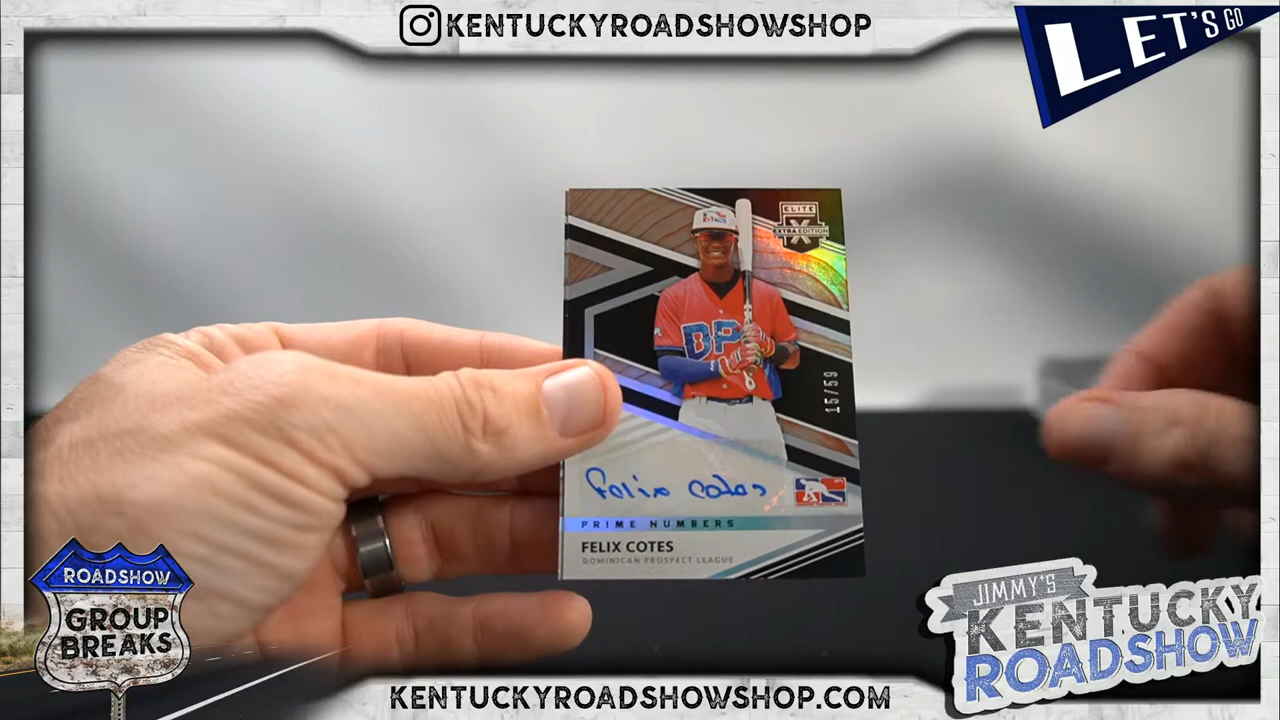 KENTUCKYROADSHOWSHOP
LET'S GO
ELITE
EXTRA EDITION
X
DP
15/59
Felix Cotes
PRIME NUMBERS
FELIX COTES
DOMINICAN PROSPECT LEAGUE
ROADSHOW
GROUP
BREAKS
JIMMY'S
KENTUCKY
ROADSHOW
KENTUCKYROADSHOWSHOP.COM